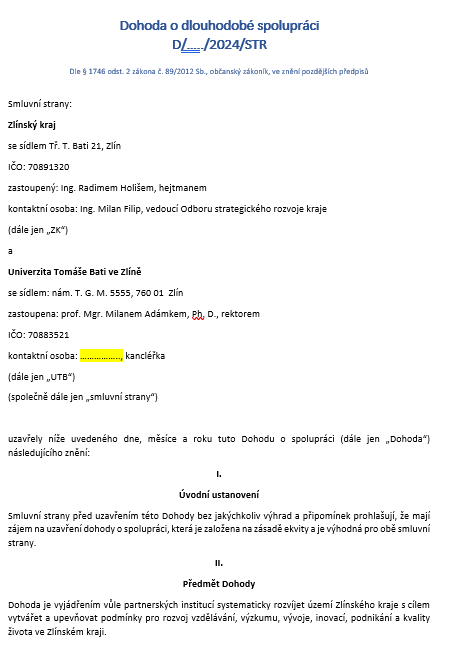 Dohoda o dlouhodobé spolupráci
D/...../2024/STR
Dle § 1746 odst. 2 zákona č. 89/2012 Sb., občanský zákoník, ve znění pozdějších předpisů
Smluvní strany:
Zlínský kraj
se sídlem Tř. T. Bati 21, Zlín
IČO: 70891320
zastoupený: Ing. Radimem Holišem, hejtmanem
kontaktní osoba: Ing. Milan Filip, vedoucí Odboru strategického rozvoje kraje
(dále jen „ZK“)
a
Univerzita Tomáše Bati ve Zlíně
se sídlem: nám. T. G. M. 5555, 760 01 Zlín
zastoupena: prof. Mgr. Milanem Adámkem, Ph. D., rektorem
IČO: 70883521
kontaktní osoba: ................., kancléřka
(dále jen „UTB“)
(společně dále jen „smluvní strany“)
uzavřely níže uvedeného dne, měsíce a roku tuto Dohodu o spolupráci (dále jen „Dohoda“)
následujícího znění:
I.
Úvodní ustanovení
Smluvní strany před uzavřením této Dohody bez jakýchkoliv výhrad a připomínek prohlašují, že mají
zájem na uzavření dohody o spolupráci, která je založena na zásadě ekvity a je výhodná pro obě smluvní
strany.
II.
Předmět Dohody
Dohoda je vyjádřením vůle partnerských institucí systematicky rozvíjet území Zlínského kraje s cílem
vytvářet a upevňovat podmínky pro rozvoj vzdělávání, výzkumu, vývoje, inovací, podnikání a kvality
života ve Zlínském kraji.